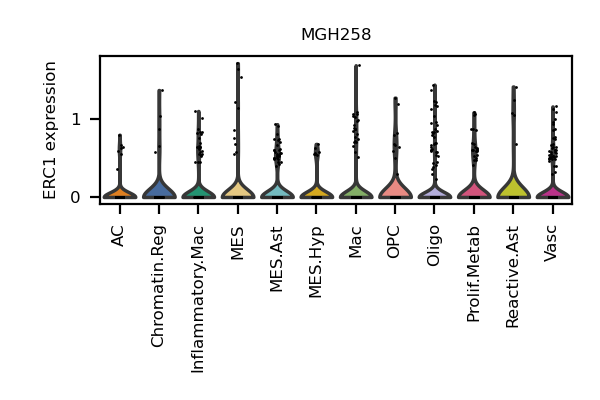 MGH258
ERC1 expression
1
0
AC
Chromatin.Reg
Inflammatory.Mac
MES
MES.Ast
MES.Hyp
Mac
OPC
Oligo
Prolif.Metab
Reactive.Ast
Vasc